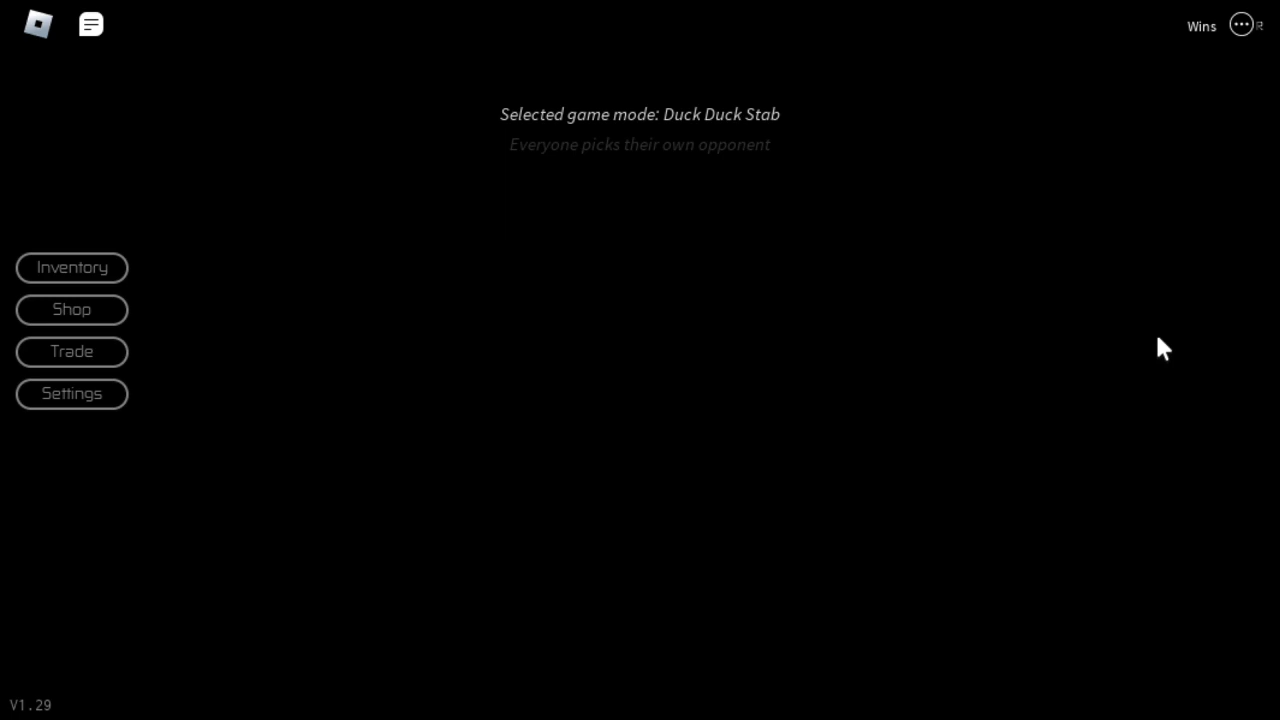 Wins
Selected game mode: Duck Duck Stab
Everyone picks their own opponent
Inventory
Shop
Trade
Settings
V1.29